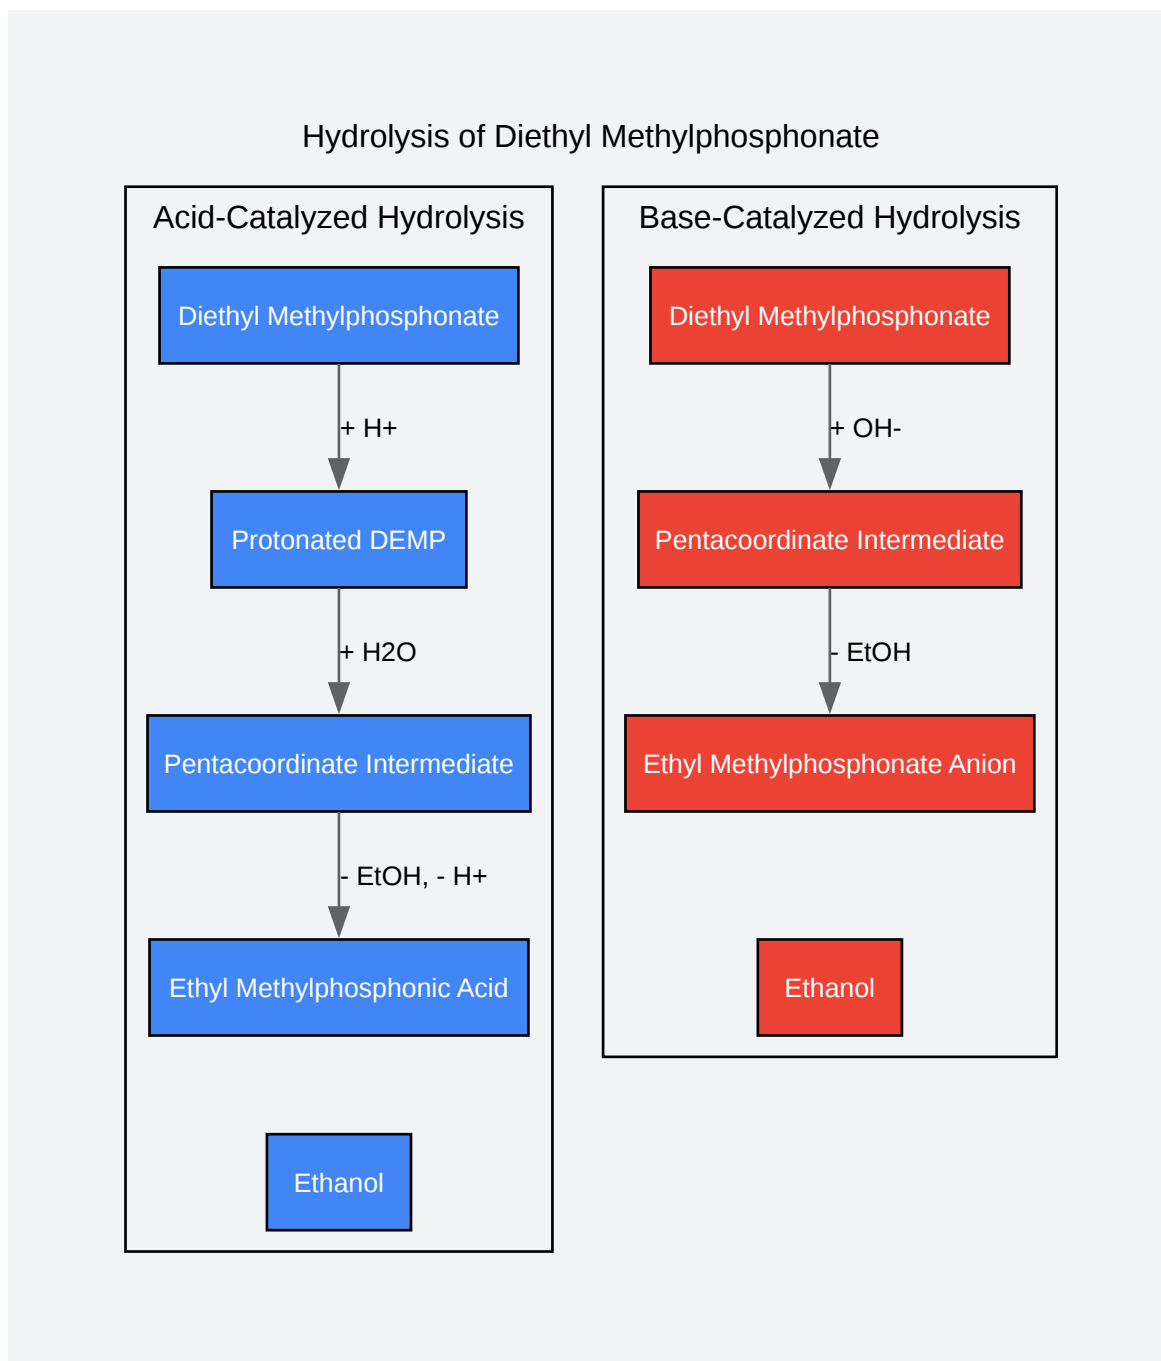 Hydrolysis of Diethyl Methylphosphonate
Acid-Catalyzed Hydrolysis
Diethyl Methylphosphonate
+ H+
Protonated DEMP
+ H2O
Pentacoordinate Intermediate
- EtOH, - H+
Ethyl Methylphosphonic Acid
Ethanol
Base-Catalyzed Hydrolysis
Diethyl Methylphosphonate
+ OH-
Pentacoordinate Intermediate
- EtOH
Ethyl Methylphosphonate Anion
Ethanol